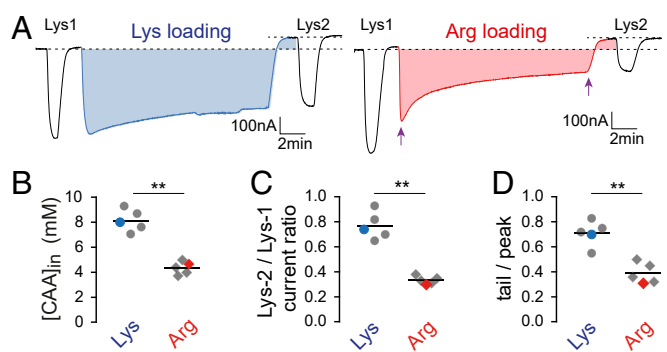 A
Lys1
Lys loading
Lys2
100nA
2min
Lys1
Arg loading
Lys2
100nA
2min
B
[CAA]in (mM)
10
8
6
4
2
0
**
Lys
Arg
C
Lys-2 / Lys-1
current ratio
1.0
0.8
0.6
0.4
0.2
0.0
**
Lys
Arg
D
tail / peak
1.0
0.8
0.6
0.4
0.2
0.0
**
Lys
Arg